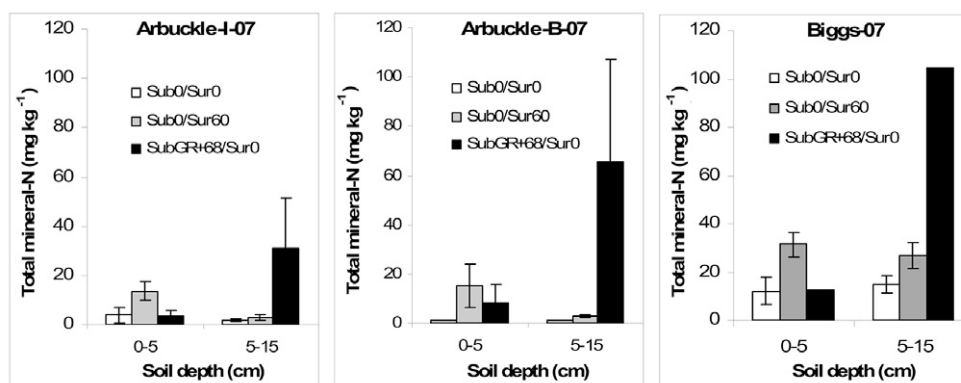 Arbuckle-I-07
Total mineral-N (mg kg⁻¹)
120
100
80
60
40
20
0
Sub0/Sur0
Sub0/Sur60
SubGR+68/Sur0
0-5
5-15
Soil depth (cm)
Arbuckle-B-07
Total mineral-N (mg kg⁻¹)
120
100
80
60
40
20
0
Sub0/Sur0
Sub0/Sur60
SubGR+68/Sur0
0-5
5-15
Soil depth (cm)
Biggs-07
Total mineral-N (mg kg⁻¹)
120
100
80
60
40
20
0
Sub0/Sur0
Sub0/Sur60
SubGR+68/Sur0
0-5
5-15
Soil depth (cm)